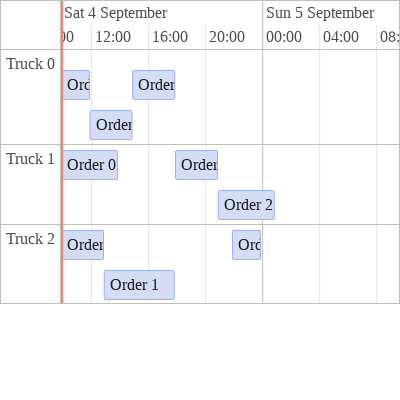 Sat 4 September
Sun 5 September
:00 12:00 16:00 20:00 00:00 04:00 08:
Truck 0
Ord Order
Order
Truck 1
Order 0 Order
Order 2
Truck 2
Order Ord
Order 1